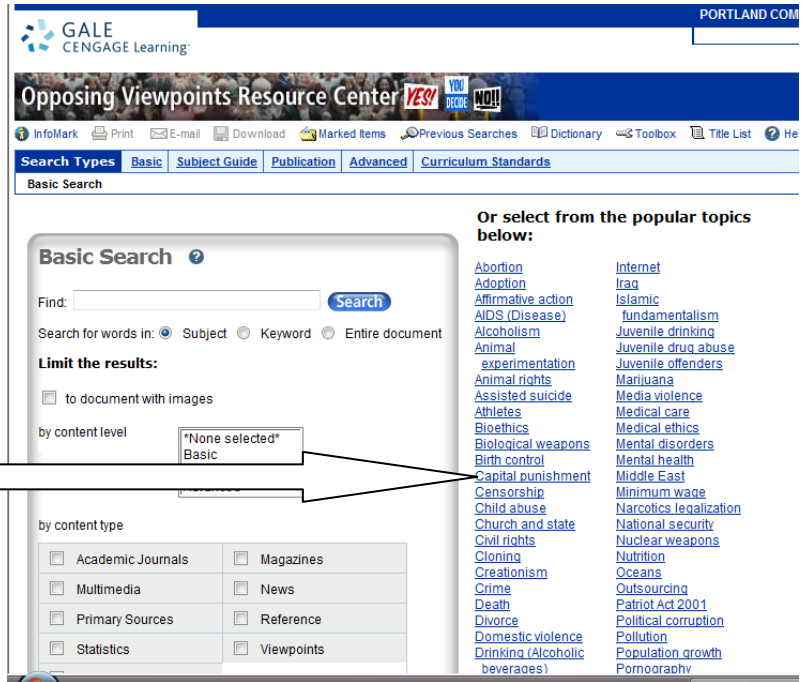 PORTLAND COM
GALE
CENGAGE Learning
Opposing Viewpoints Resource Center YES! YOU DECIDE NO!!
InfoMark Print E-mail Download Marked Items Previous Searches Dictionary Toolbox Title List He
Search Types Basic Subject Guide Publication Advanced Curriculum Standards
Basic Search
Basic Search ?
Find: Search
Search for words in: Subject Keyword Entire document
Limit the results:
to document with images
by content level
*None selected*
Basic
by content type
Academic Journals Magazines
Multimedia News
Primary Sources Reference
Statistics Viewpoints
Or select from the popular topics
below:
Abortion
Adoption
Affirmative action
AIDS (Disease)
Alcoholism
Animal
experimentation
Animal rights
Assisted suicide
Athletes
Bioethics
Biological weapons
Birth control
Capital punishment
Censorship
Child abuse
Church and state
Civil rights
Cloning
Creationism
Crime
Death
Divorce
Domestic violence
Drinking (Alcoholic
beverages)
Internet
Iraq
Islamic
fundamentalism
Juvenile drinking
Juvenile drug abuse
Juvenile offenders
Marijuana
Media violence
Medical care
Medical ethics
Mental disorders
Mental health
Middle East
Minimum wage
Narcotics legalization
National security
Nuclear weapons
Nutrition
Oceans
Outsourcing
Patriot Act 2001
Political corruption
Pollution
Population growth
Pornography